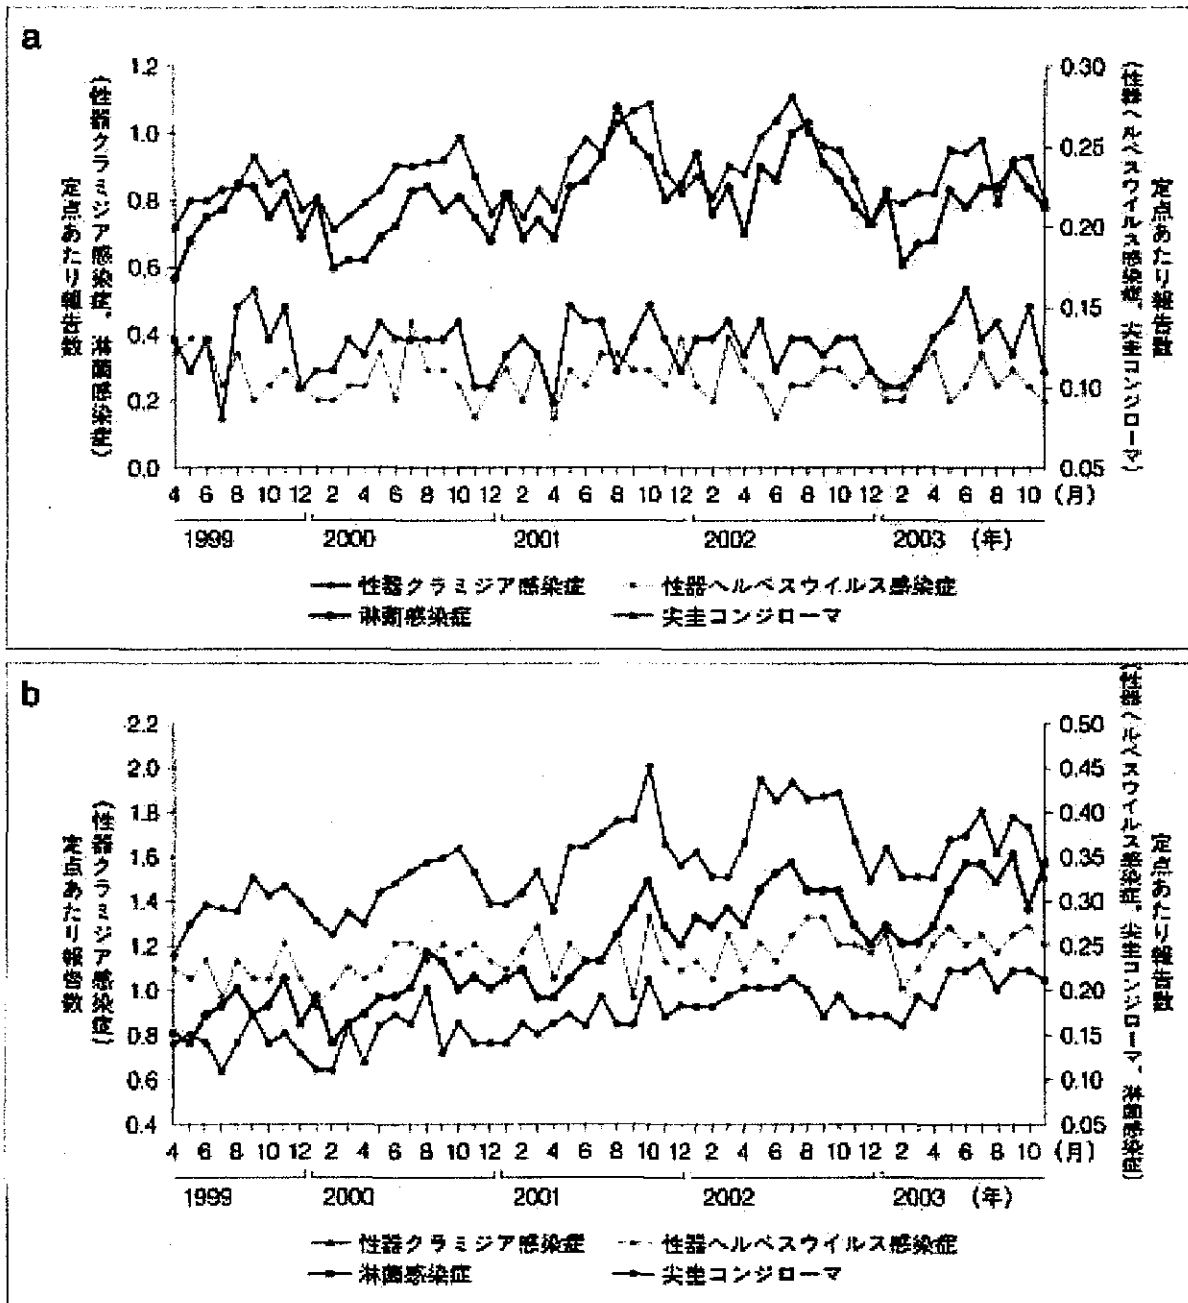 a
(性器クラミジア感染症,淋菌感染症)
定点あたり報告数
1.2
1.0
0.8
0.6
0.4
0.2
0.0
0.30
0.25
0.20
0.15
0.10
0.05
(性器ヘルペスウイルス感染症,尖圭コンジローマ)
定点あたり報告数
4 6 8 10 12 2 4 6 8 10 12 2 4 6 8 10 12 2 4 6 8 10 12 2 4 6 8 10 (月)
1999 2000 2001 2002 2003 (年)
性器クラミジア感染症 性器ヘルペスウイルス感染症
淋菌感染症 尖圭コンジローマ
b
(性器クラミジア感染症)
定点あたり報告数
2.2
2.0
1.8
1.6
1.4
1.2
1.0
0.8
0.6
0.4
0.50
0.45
0.40
0.35
0.30
0.25
0.20
0.15
0.10
0.05
(性器ヘルペスウイルス感染症,尖圭コンジローマ,淋菌感染症)
定点あたり報告数
4 6 8 10 12 2 4 6 8 10 12 2 4 6 8 10 12 2 4 6 8 10 12 2 4 6 8 10 (月)
1999 2000 2001 2002 2003 (年)
性器クラミジア感染症 性器ヘルペスウイルス感染症
淋菌感染症 尖圭コンジローマ